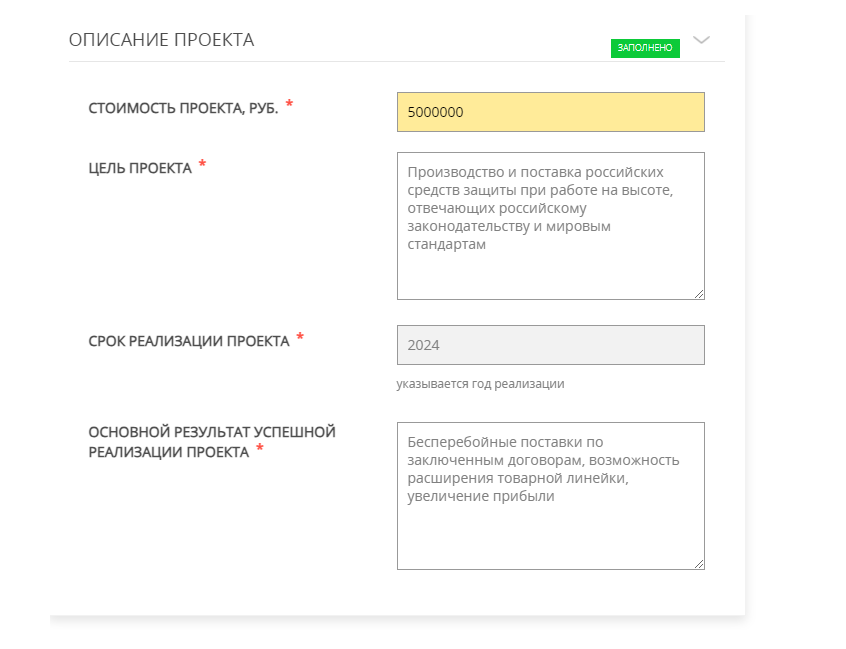 ОПИСАНИЕ ПРОЕКТА
ЗАПОЛНЕНО
СТОИМОСТЬ ПРОЕКТА, РУБ. *
5000000
ЦЕЛЬ ПРОЕКТА *
Производство и поставка российских
средств защиты при работе на высоте,
отвечающих российскому
законодательству и мировым
стандартам
СРОК РЕАЛИЗАЦИИ ПРОЕКТА *
2024
указывается год реализации
ОСНОВНОЙ РЕЗУЛЬТАТ УСПЕШНОЙ
РЕАЛИЗАЦИИ ПРОЕКТА *
Бесперебойные поставки по
заключенным договорам, возможность
расширения товарной линейки,
увеличение прибыли